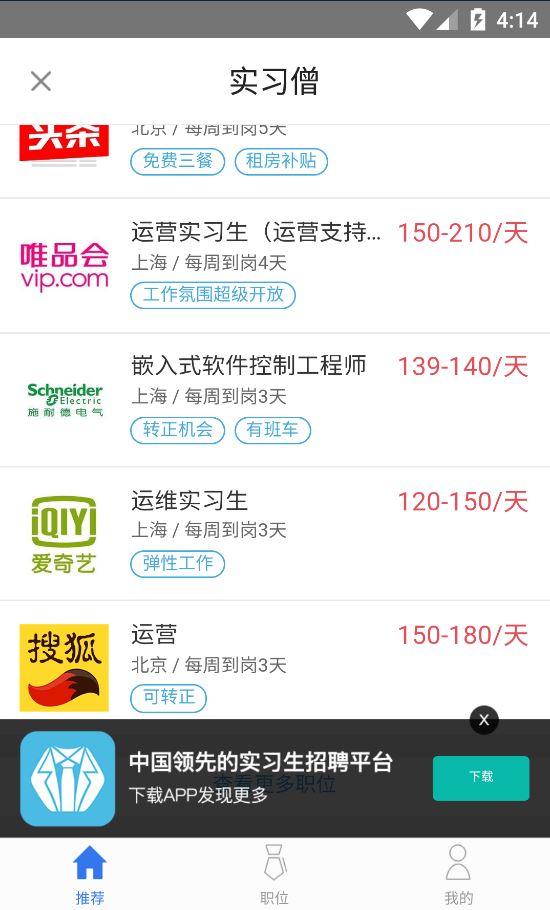 4:14
实习僧
头条
北京 / 每周到岗5天
免费三餐 租房补贴
唯品会
vip.com
运营实习生（运营支持... 150-210/天
上海 / 每周到岗4天
工作氛围超级开放
Schneider
Electric
施耐德电气
嵌入式软件控制工程师 139-140/天
上海 / 每周到岗3天
转正机会 有班车
iQIYI
爱奇艺
运维实习生 120-150/天
上海 / 每周到岗3天
弹性工作
搜狐
运营 150-180/天
北京 / 每周到岗3天
可转正
X
中国领先的实习生招聘平台
查看更多职位
下载APP发现更多
下载
推荐 职位 我的